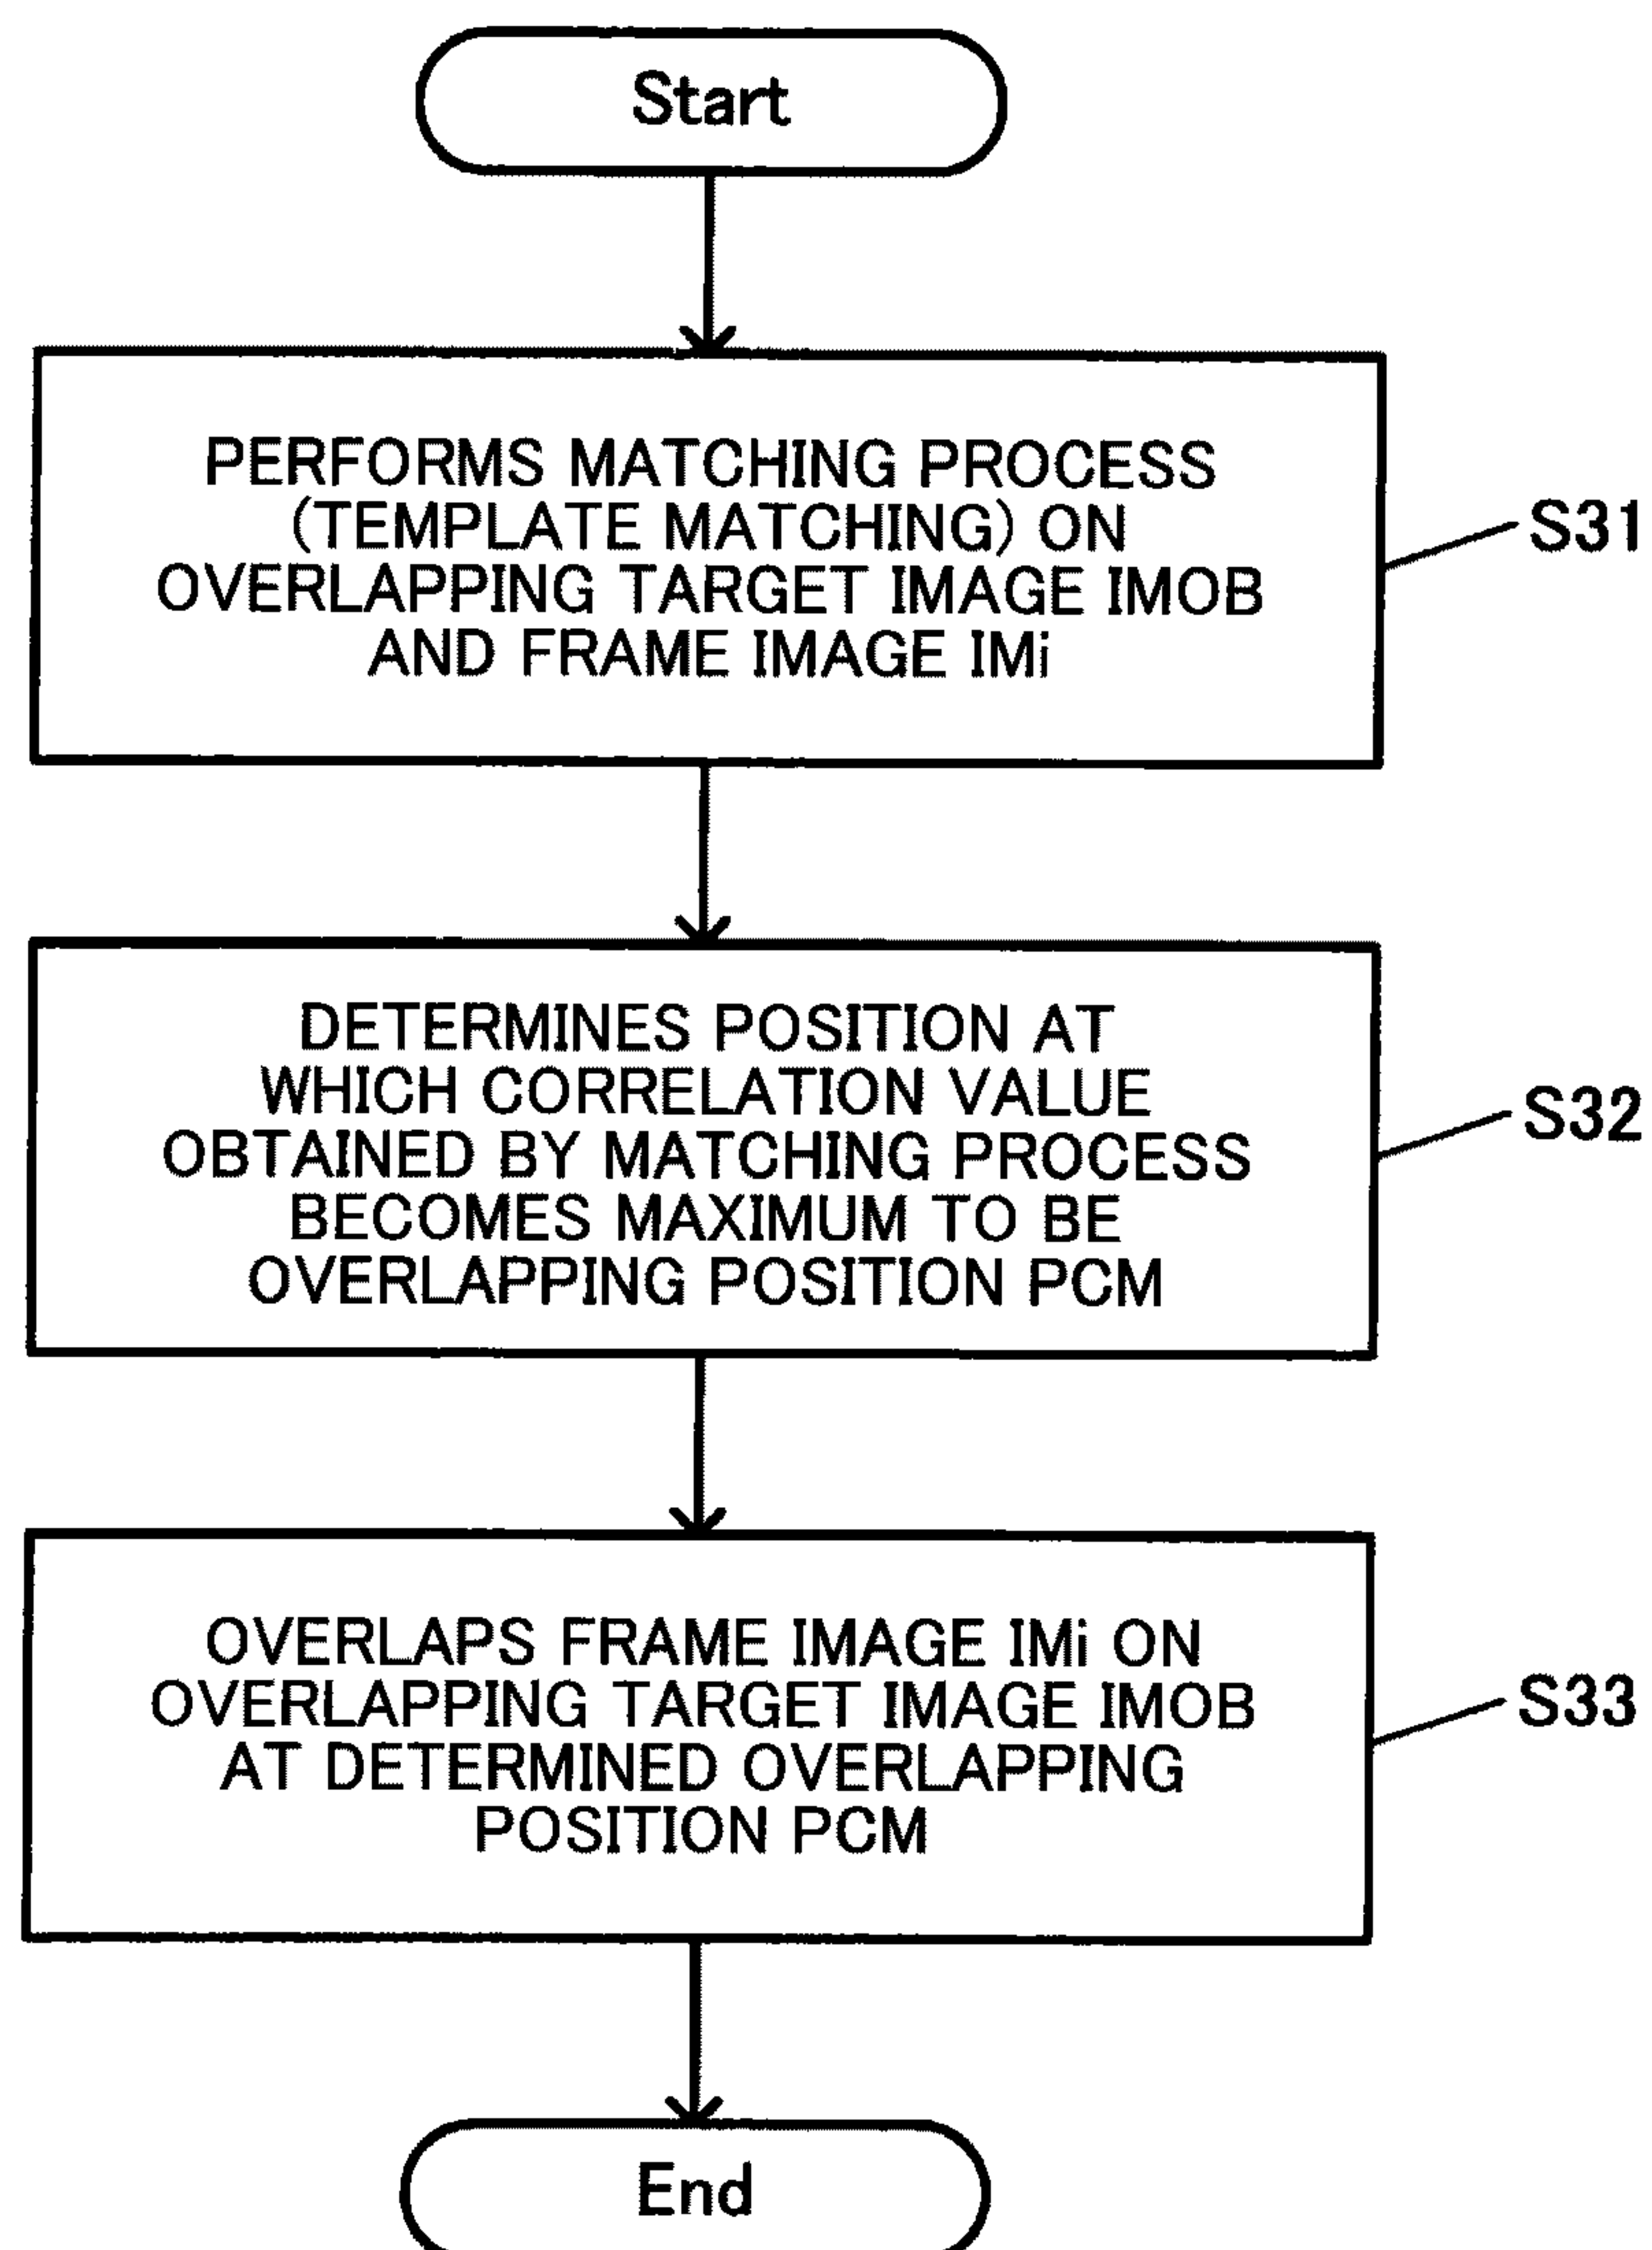 Start
PERFORMS MATCHING PROCESS
(TEMPLATE MATCHING) ON
OVERLAPPING TARGET IMAGE IMOB
AND FRAME IMAGE IMi
S31
DETERMINES POSITION AT
WHICH CORRELATION VALUE
OBTAINED BY MATCHING PROCESS
BECOMES MAXIMUM TO BE
OVERLAPPING POSITION PCM
S32
OVERLAPS FRAME IMAGE IMi ON
OVERLAPPING TARGET IMAGE IMOB
AT DETERMINED OVERLAPPING
POSITION PCM
S33
End